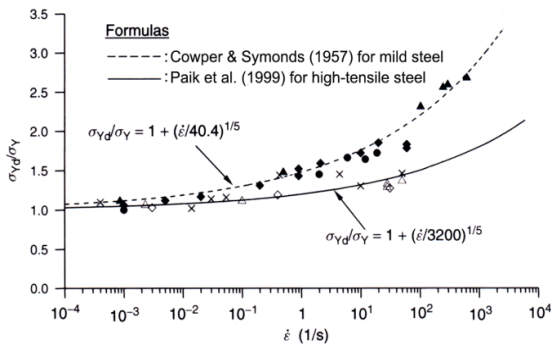 Formulas
- - - - - : Cowper & Symonds (1957) for mild steel
——— : Paik et al. (1999) for high-tensile steel
σYd/σY = 1 + (ε̇/40.4)^1/5
σYd/σY = 1 + (ε̇/3200)^1/5
σYd/σY
3.5
3.0
2.5
2.0
1.5
1.0
0.5
0.0
10^−4 10^−3 10^−2 10^−1 1 10^1 10^2 10^3 10^4
ε̇ (1/s)